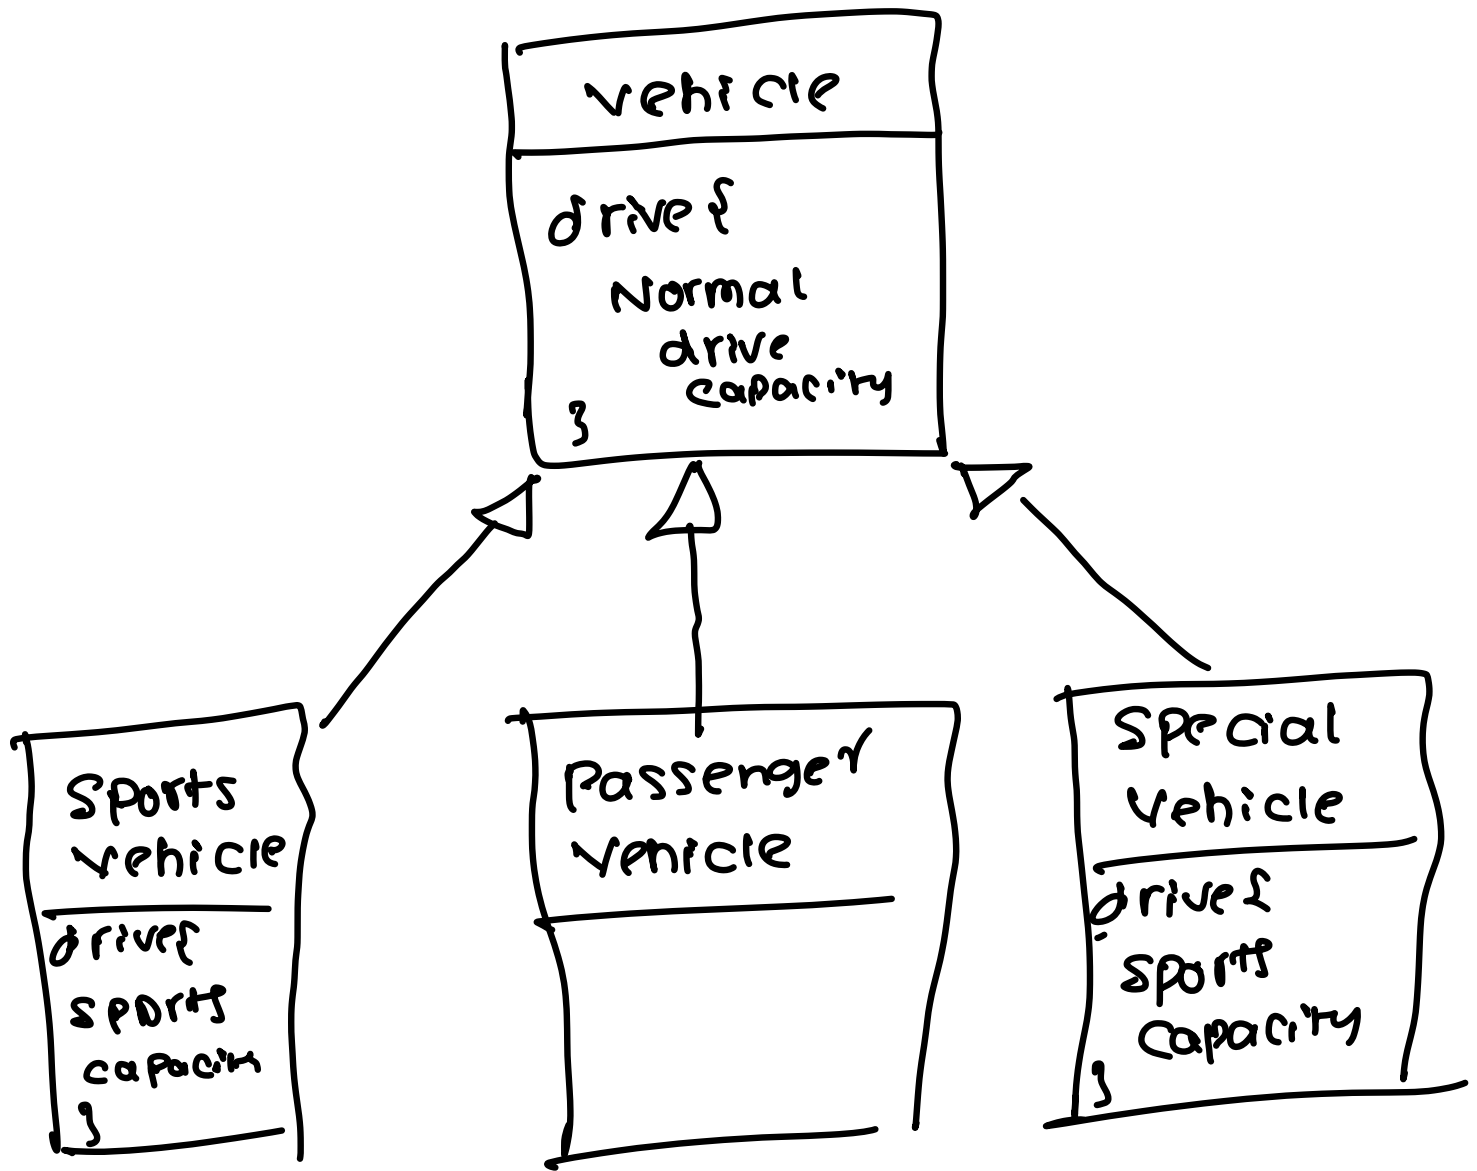 vehicle
drive{
Normal
drive
capacity
}
Sports
vehicle
drive{
sports
capacity
}
Passenger
vehicle
Special
vehicle
drive{
sports
capacity
}